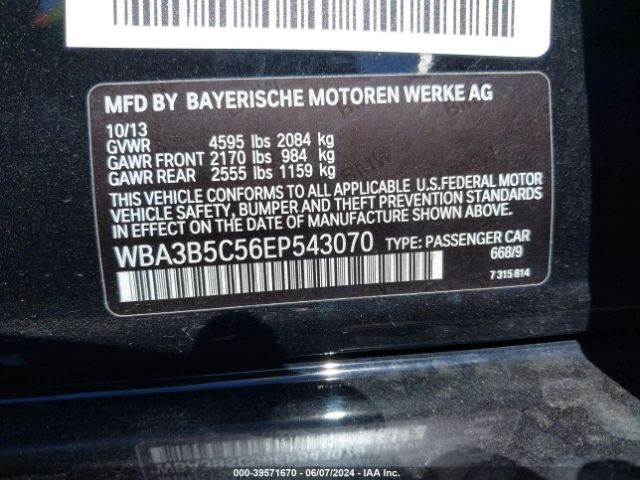 MFD BY BAYERISCHE MOTOREN WERKE AG
10/13
GVWR 4595 lbs 2084 kg
GAWR FRONT 2170 lbs 984 kg
GAWR REAR 2555 lbs 1159 kg
THIS VEHICLE CONFORMS TO ALL APPLICABLE U.S.FEDERAL MOTOR
VEHICLE SAFETY, BUMPER AND THEFT PREVENTION STANDARDS
IN EFFECT ON THE DATE OF MANUFACTURE SHOWN ABOVE.
WBA3B5C56EP543070 TYPE: PASSENGER CAR
668/9
7 315 814
000-39571670 | 06/07/2024 | IAA Inc.